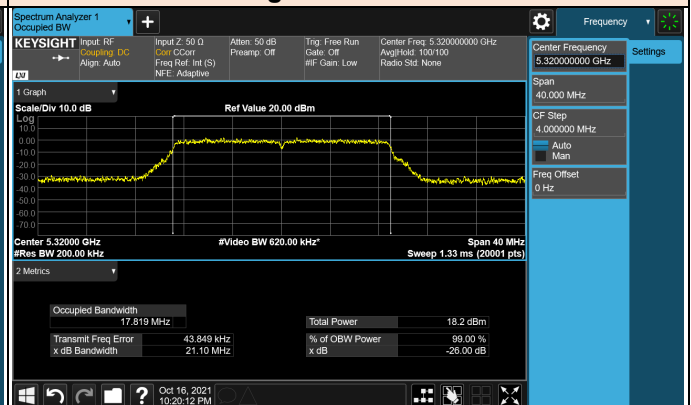 Spectrum Analyzer 1
Occupied BW
+
Frequency
KEYSIGHT
Input: RF
Coupling: DC
Align: Auto
Input Z: 50 Ω
Corr CCorr
Freq Ref: Int (S)
NFE: Adaptive
Atten: 50 dB
Preamp: Off
Trig: Free Run
Gate: Off
#IF Gain: Low
Center Freq: 5.320000000 GHz
Avg|Hold: 100/100
Radio Std: None
LXI
Center Frequency
5.320000000 GHz
Settings
Span
40.000 MHz
CF Step
4.000000 MHz
Auto
Man
Freq Offset
0 Hz
1 Graph
Scale/Div 10.0 dB
Ref Value 20.00 dBm
Log
10.0
0.00
-10.0
-20.0
-30.0
-40.0
-50.0
-60.0
-70.0
Center 5.32000 GHz
#Video BW 620.00 kHz*
Span 40 MHz
#Res BW 200.00 kHz
Sweep 1.33 ms (20001 pts)
2 Metrics
Occupied Bandwidth
17.819 MHz
Total Power 18.2 dBm
Transmit Freq Error 43.849 kHz
% of OBW Power 99.00 %
x dB Bandwidth 21.10 MHz
x dB -26.00 dB
?
Oct 16, 2021
10:20:12 PM